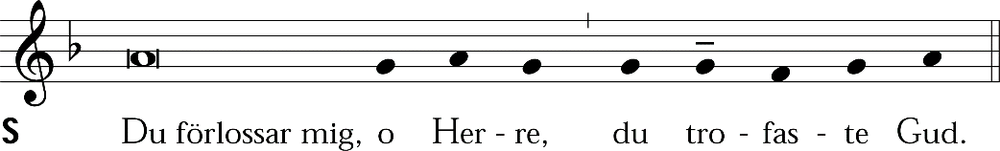 S Du förlossar mig, o Her - re, du tro - fas - te Gud.